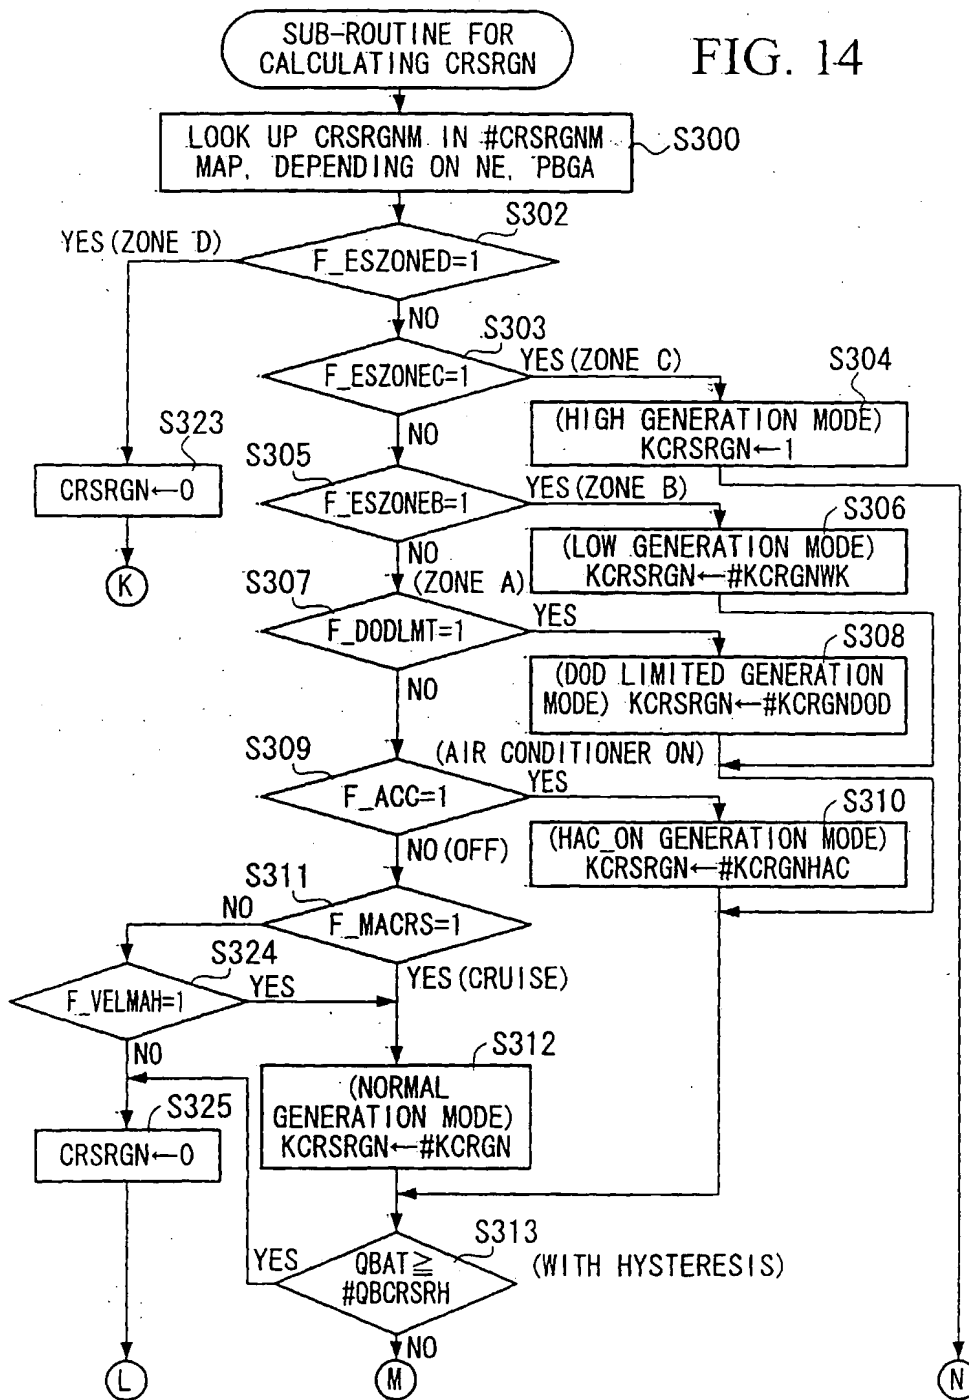 SUB-ROUTINE FOR
CALCULATING CRSRGN
FIG. 14
LOOK UP CRSRGNM IN #CRSRGNM
MAP, DEPENDING ON NE, PBGA
S300
S302
YES (ZONE D)
F_ESZONED=1
NO
S303
F_ESZONEC=1
YES (ZONE C)
S304
(HIGH GENERATION MODE)
KCRSRGN←1
NO
S323
CRSRGN←0
K
S305
F_ESZONEB=1
YES (ZONE B)
S306
(LOW GENERATION MODE)
KCRSRGN←#KCRGNWK
NO
(ZONE A)
S307
F_DODLMT=1
YES
S308
(DOD LIMITED GENERATION
MODE) KCRSRGN←#KCRGNDOD
NO
S309
(AIR CONDITIONER ON)
F_ACC=1
YES
S310
(HAC_ON GENERATION MODE)
KCRSRGN←#KCRGNHAC
NO (OFF)
S311
NO
F_MACRS=1
YES (CRUISE)
S324
F_VELMAH=1
YES
NO
S312
(NORMAL
GENERATION MODE)
KCRSRGN←#KCRGN
S325
CRSRGN←0
S313
YES
QBAT≧
#QBCRSRH
(WITH HYSTERESIS)
NO
L
M
N